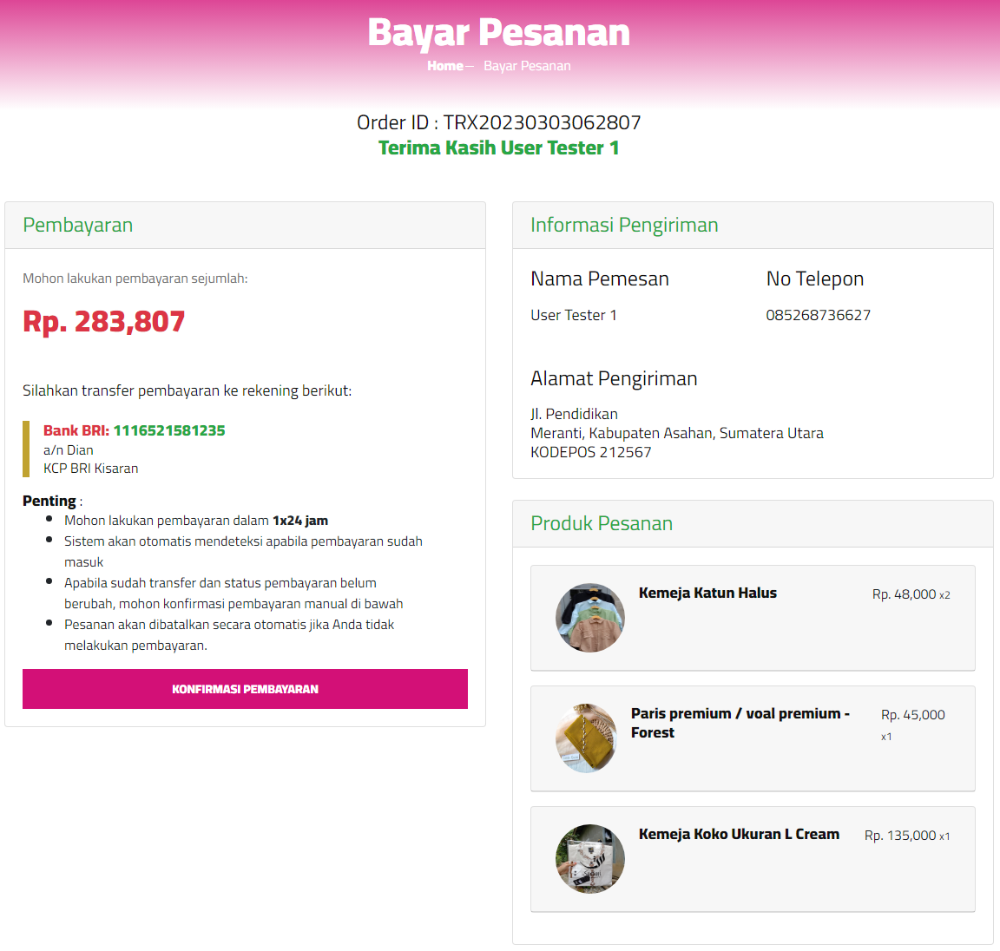 Bayar Pesanan
Home – Bayar Pesanan
Order ID : TRX20230303062807
Terima Kasih User Tester 1
Pembayaran
Mohon lakukan pembayaran sejumlah:
Rp. 283,807
Silahkan transfer pembayaran ke rekening berikut:
Bank BRI: 1116521581235
a/n Dian
KCP BRI Kisaran
Penting :
Mohon lakukan pembayaran dalam 1x24 jam
Sistem akan otomatis mendeteksi apabila pembayaran sudah
masuk
Apabila sudah transfer dan status pembayaran belum
berubah, mohon konfirmasi pembayaran manual di bawah
Pesanan akan dibatalkan secara otomatis jika Anda tidak
melakukan pembayaran.
KONFIRMASI PEMBAYARAN
Informasi Pengiriman
Nama Pemesan
User Tester 1
No Telepon
085268736627
Alamat Pengiriman
Jl. Pendidikan
Meranti, Kabupaten Asahan, Sumatera Utara
KODEPOS 212567
Produk Pesanan
Kemeja Katun Halus
Rp. 48,000 x2
Paris premium / voal premium -
Forest
Rp. 45,000
x1
Kemeja Koko Ukuran L Cream
Rp. 135,000 x1